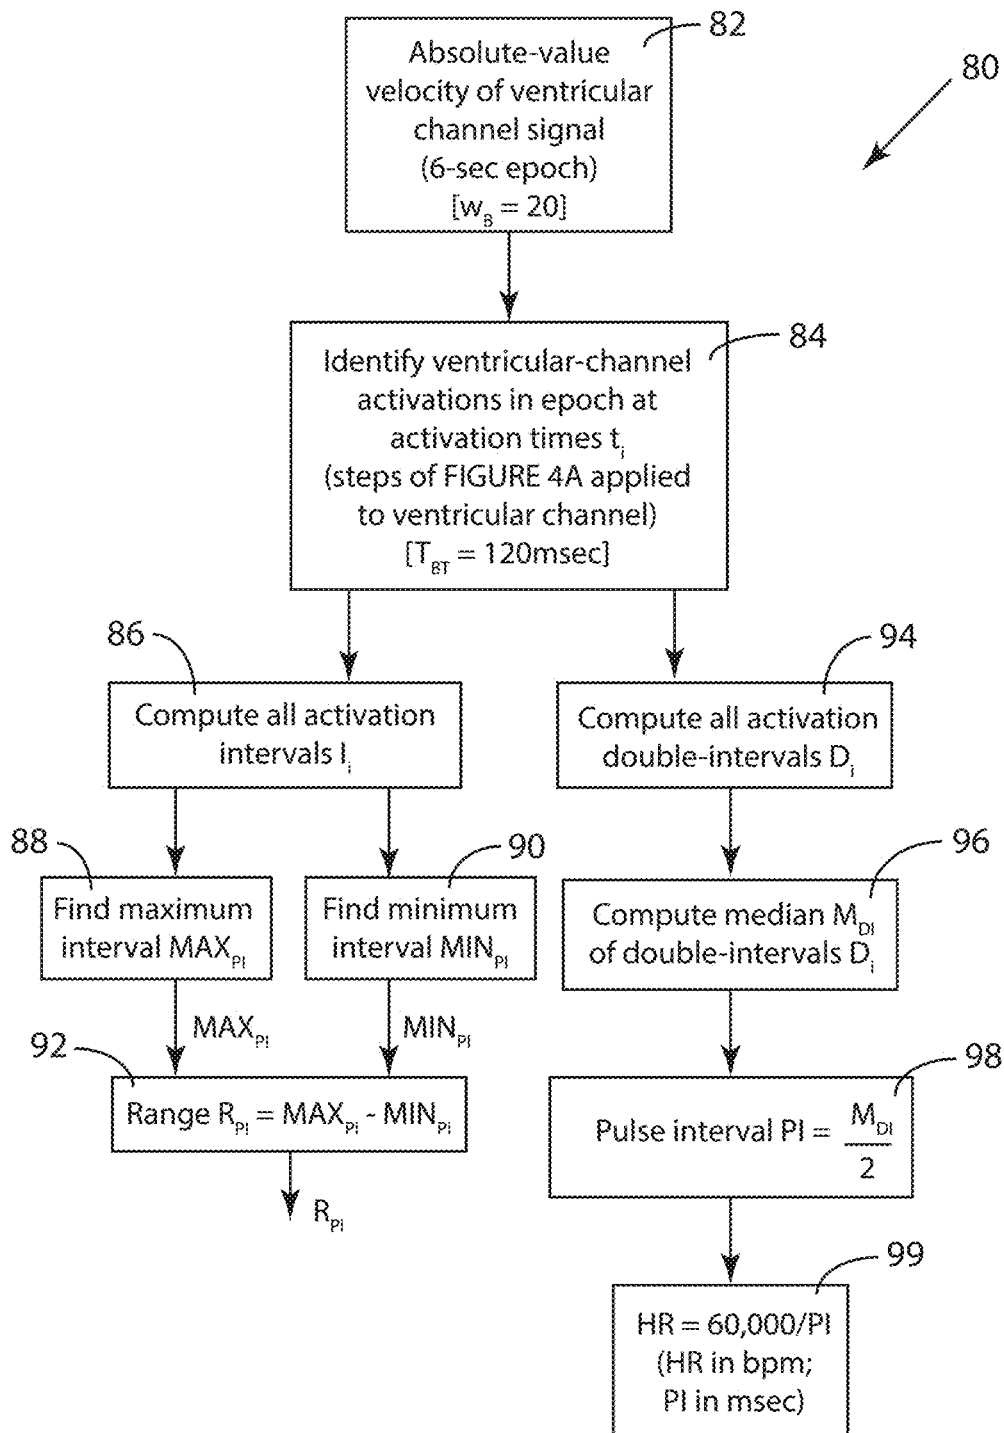 82
Absolute-value
velocity of ventricular
channel signal
(6-sec epoch)
[w_B = 20]
80
84
Identify ventricular-channel
activations in epoch at
activation times t_i
(steps of FIGURE 4A applied
to ventricular channel)
[T_BT = 120msec]
86
Compute all activation
intervals I_i
94
Compute all activation
double-intervals D_i
88
Find maximum
interval MAX_PI
90
Find minimum
interval MIN_PI
96
Compute median M_DI
of double-intervals D_i
MAX_PI
MIN_PI
92
Range R_PI = MAX_PI - MIN_PI
R_PI
98
Pulse interval PI = M_DI / 2
99
HR = 60,000/PI
(HR in bpm;
PI in msec)